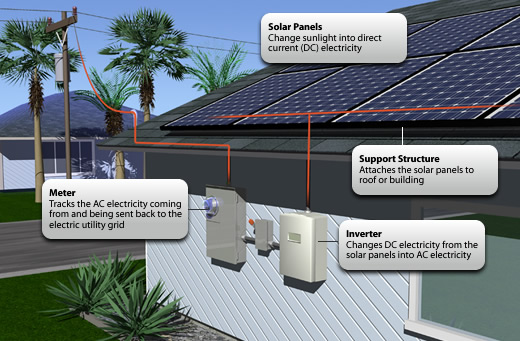 Solar Panels
Change sunlight into direct
current (DC) electricity
Support Structure
Attaches the solar panels to
roof or building
Meter
Tracks the AC electricity coming
from and being sent back to the
electric utility grid
Inverter
Changes DC electricity from the
solar panels into AC electricity